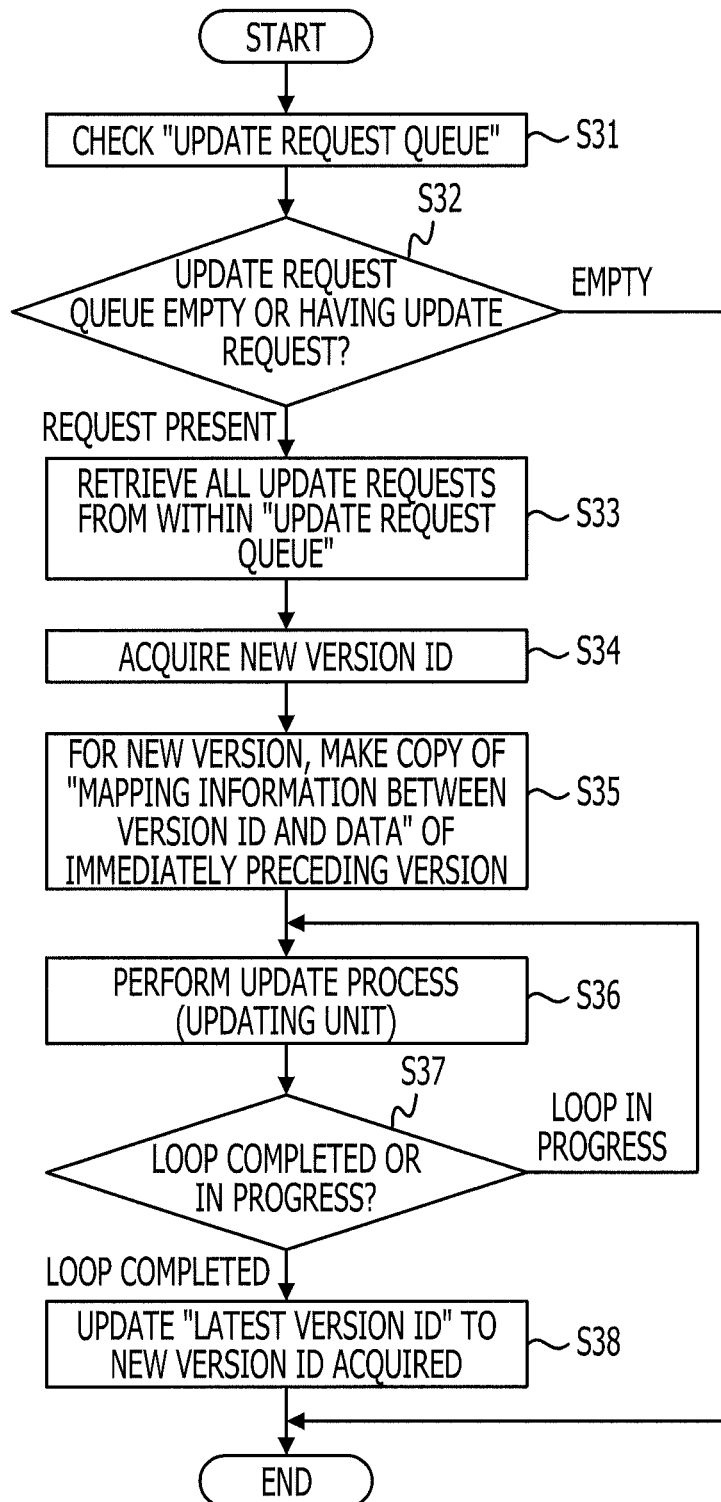 START
CHECK "UPDATE REQUEST QUEUE"
S31
S32
UPDATE REQUEST
QUEUE EMPTY OR HAVING UPDATE
REQUEST?
EMPTY
REQUEST PRESENT
RETRIEVE ALL UPDATE REQUESTS
FROM WITHIN "UPDATE REQUEST
QUEUE"
S33
ACQUIRE NEW VERSION ID
S34
FOR NEW VERSION, MAKE COPY OF
"MAPPING INFORMATION BETWEEN
VERSION ID AND DATA" OF
IMMEDIATELY PRECEDING VERSION
S35
PERFORM UPDATE PROCESS
(UPDATING UNIT)
S36
S37
LOOP COMPLETED OR
IN PROGRESS?
LOOP IN
PROGRESS
LOOP COMPLETED
UPDATE "LATEST VERSION ID" TO
NEW VERSION ID ACQUIRED
S38
END